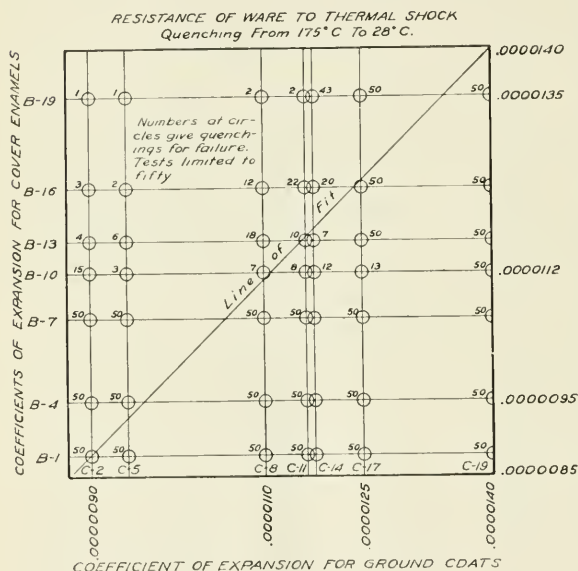 RESISTANCE OF WARE TO THERMAL SHOCK
Quenching From 175°C To 28°C.
COEFFICIENTS OF EXPANSION FOR COVER ENAMELS
.0000140
B-19 1 1 2 2 43 50 50 .0000135
Numbers at cir-
cles give quench-
ings for failure.
Tests limited to
fifty
B-16 3 2 12 22 20 50 50
Line of Fit
B-13 4 6 18 10 7 50 50
B-10 15 3 7 8 12 13 50 .0000112
B-7 50 50 50 50 50 50
B-4 50 50 50 50 50 50 .0000095
B-1 50 50 50 50 50 50 .0000085
C-2 C-5 C-8 C-11 C-14 C-17 C-19
.0000090 .0000110 .0000125 .0000140
COEFFICIENT OF EXPANSION FOR GROUND COATS